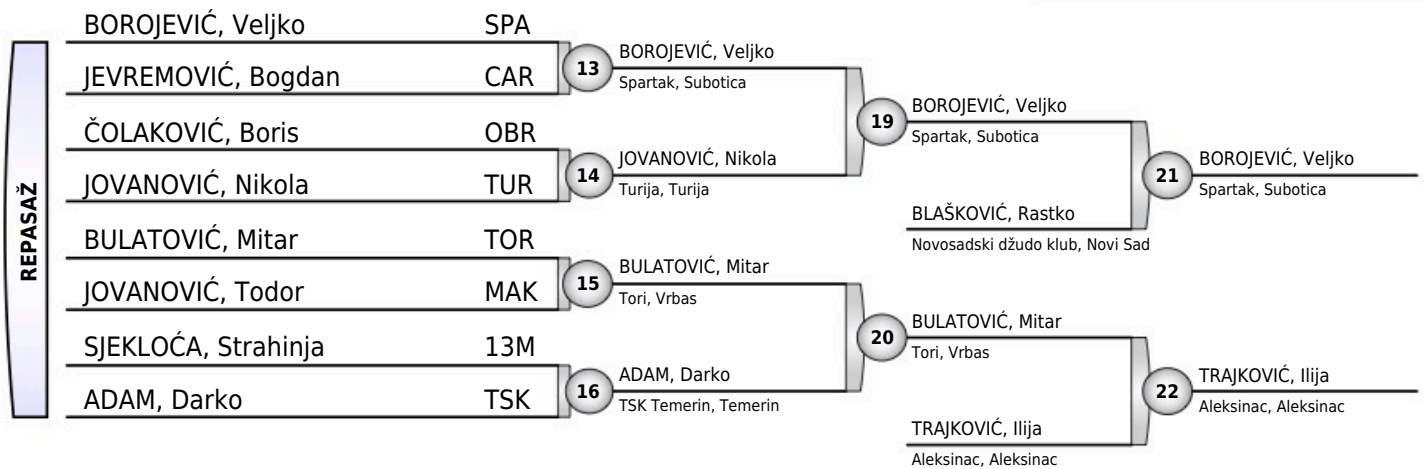 REPASAŽ
BOROJEVIĆ, Veljko SPA
JEVREMOVIĆ, Bogdan CAR
ČOLAKOVIĆ, Boris OBR
JOVANOVIĆ, Nikola TUR
BULATOVIĆ, Mitar TOR
JOVANOVIĆ, Todor MAK
SJEKLOĆA, Strahinja 13M
ADAM, Darko TSK
13
BOROJEVIĆ, Veljko
Spartak, Subotica
14
JOVANOVIĆ, Nikola
Turija, Turija
15
BULATOVIĆ, Mitar
Tori, Vrbas
16
ADAM, Darko
TSK Temerin, Temerin
19
BOROJEVIĆ, Veljko
Spartak, Subotica
BLAŠKOVIĆ, Rastko
Novosadski džudo klub, Novi Sad
20
BULATOVIĆ, Mitar
Tori, Vrbas
TRAJKOVIĆ, Ilija
Aleksinac, Aleksinac
21
BOROJEVIĆ, Veljko
Spartak, Subotica
22
TRAJKOVIĆ, Ilija
Aleksinac, Aleksinac